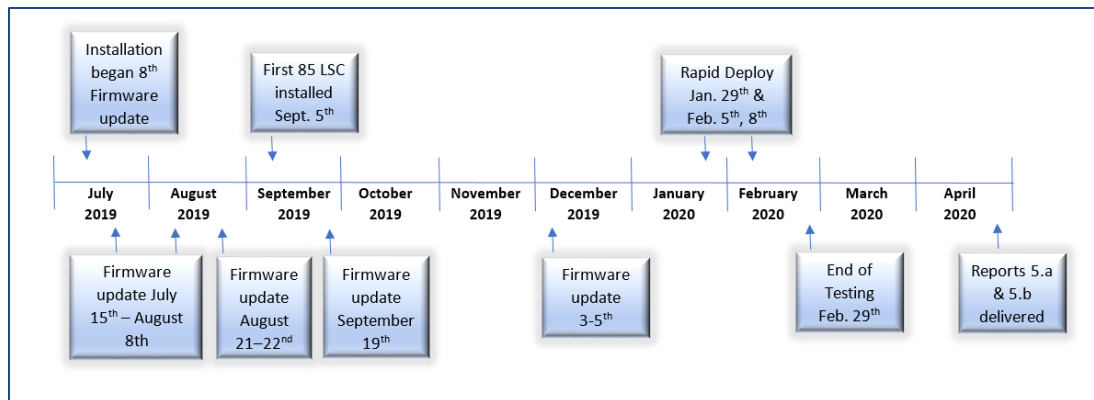 Installation
began 8th
Firmware
update
First 85 LSC
installed
Sept. 5th
Rapid Deploy
Jan. 29th &
Feb. 5th, 8th
July
2019
August
2019
September
2019
October
2019
November
2019
December
2019
January
2020
February
2020
March
2020
April
2020
Firmware
update July
15th – August
8th
Firmware
update
August
21–22nd
Firmware
update
September
19th
Firmware
update
3-5th
End of
Testing
Feb. 29th
Reports 5.a
& 5.b
delivered